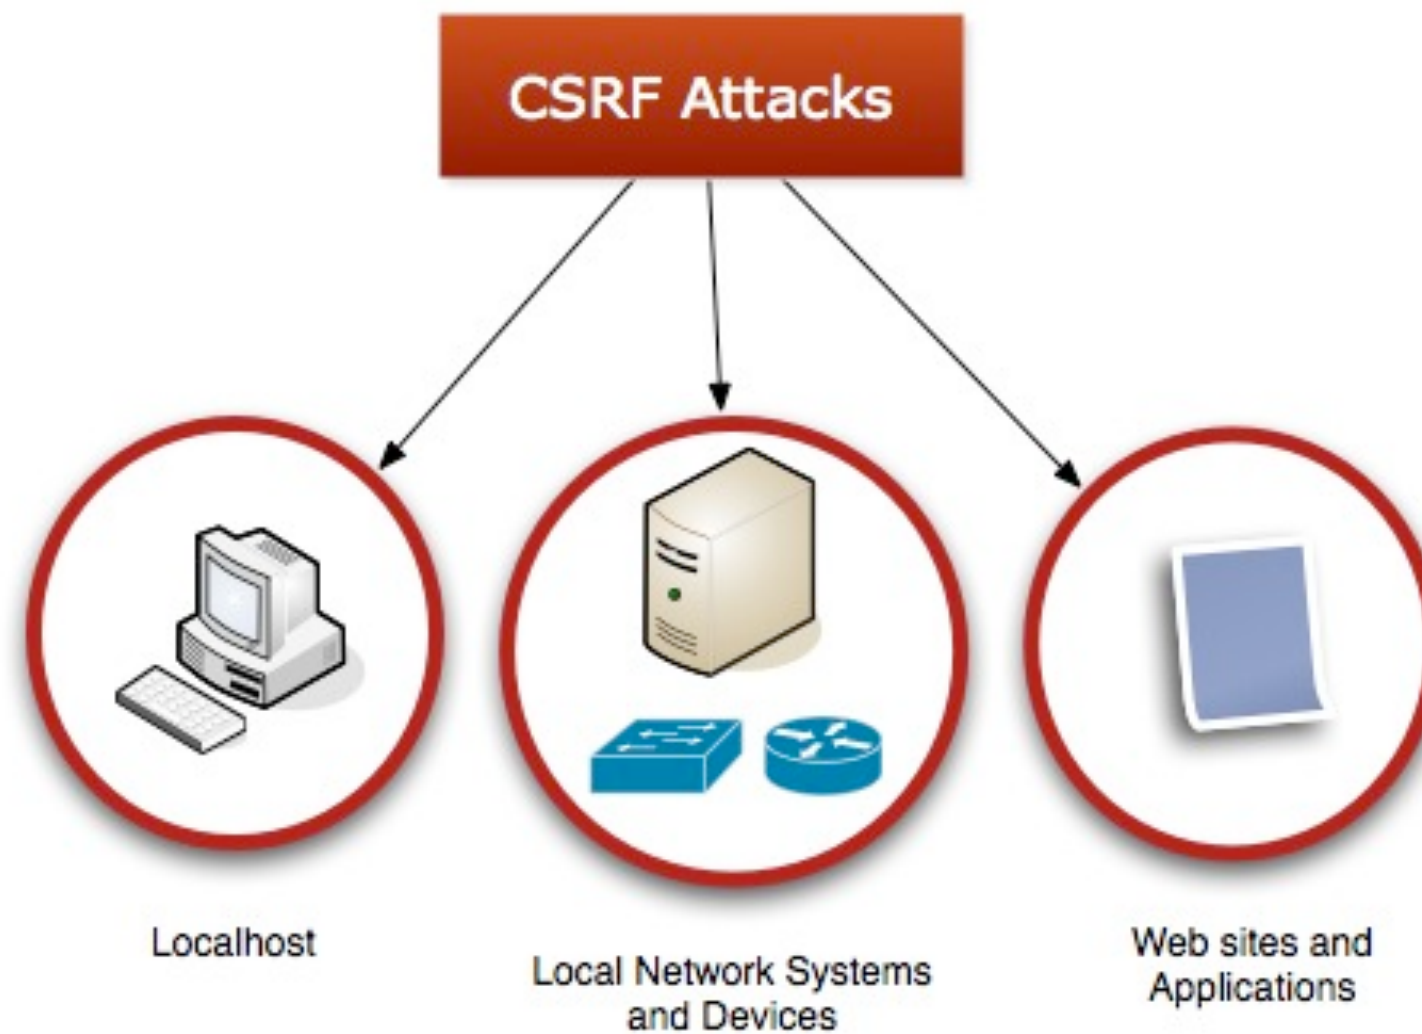 CSRF Attacks
Localhost
Local Network Systems
and Devices
Web sites and
Applications